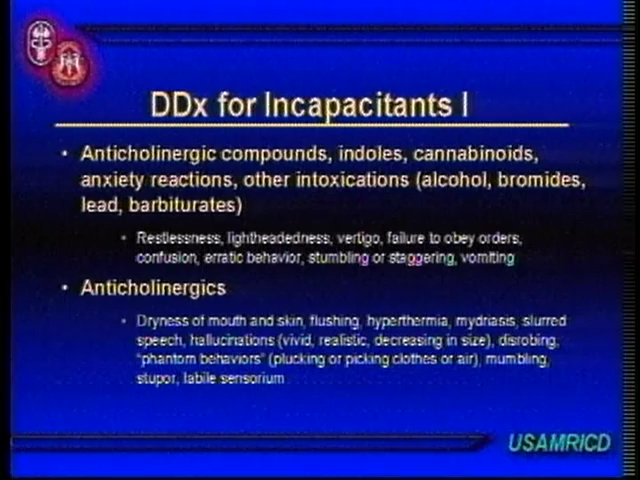 DDx for Incapacitants I
• Anticholinergic compounds, indoles, cannabinoids,
anxiety reactions, other intoxications (alcohol, bromides,
lead, barbiturates)
• Restlessness, lightheadedness, vertigo, failure to obey orders,
confusion, erratic behavior, stumbling or staggering, vomiting
• Anticholinergics
• Dryness of mouth and skin, flushing, hyperthermia, mydriasis, slurred
speech, hallucinations (vivid, realistic, decreasing in size), disrobing,
"phantom behaviors" (plucking or picking clothes or air), mumbling,
stupor, labile sensorium
USAMRICD